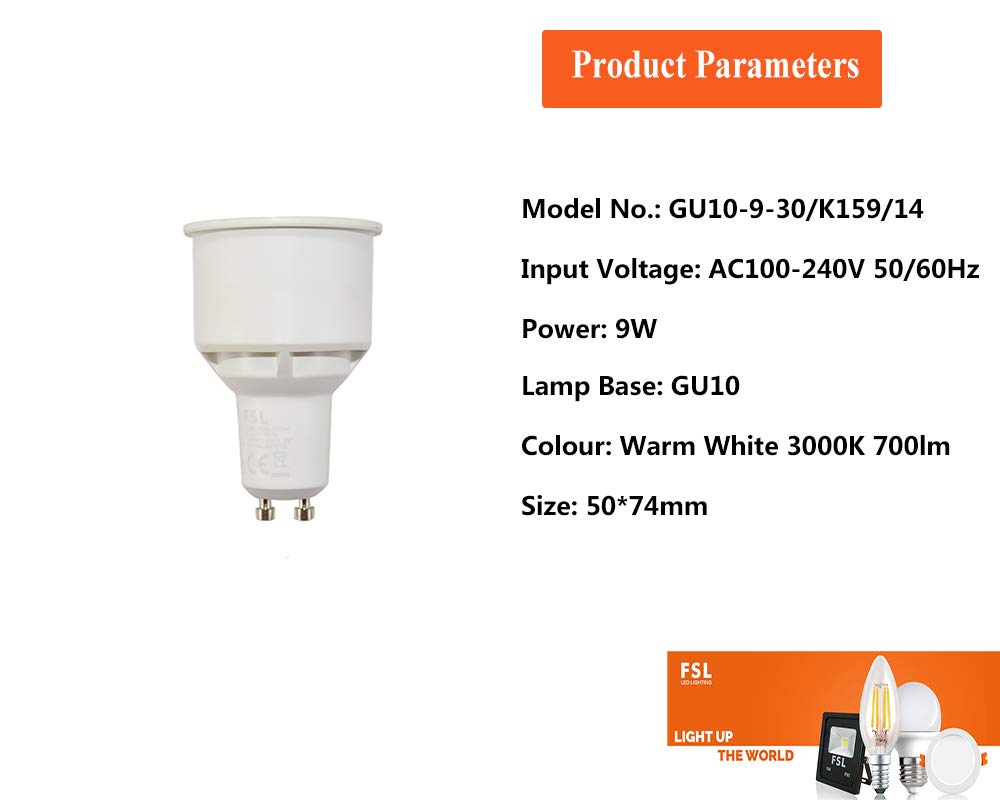 Product Parameters
Model No.: GU10-9-30/K159/14
Input Voltage: AC100-240V 50/60Hz
Power: 9W
Lamp Base: GU10
Colour: Warm White 3000K 700lm
Size: 50*74mm
FSL
CE
FSL
LED LIGHTING
LIGHT UP
THE WORLD
FSL